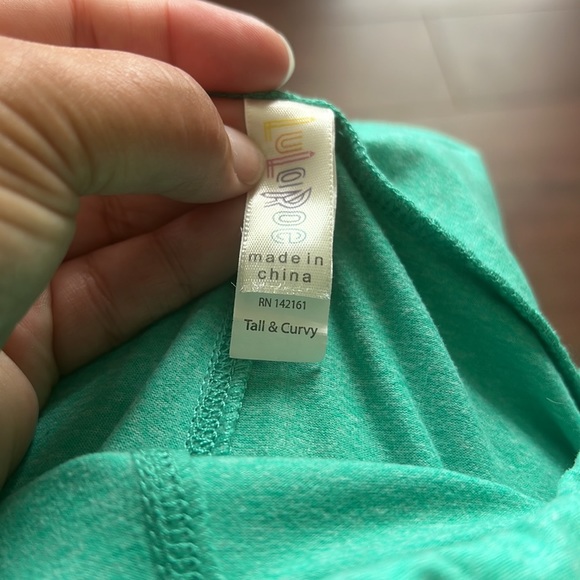 LuLaRoe
made in
china
RN 142161
Tall & Curvy